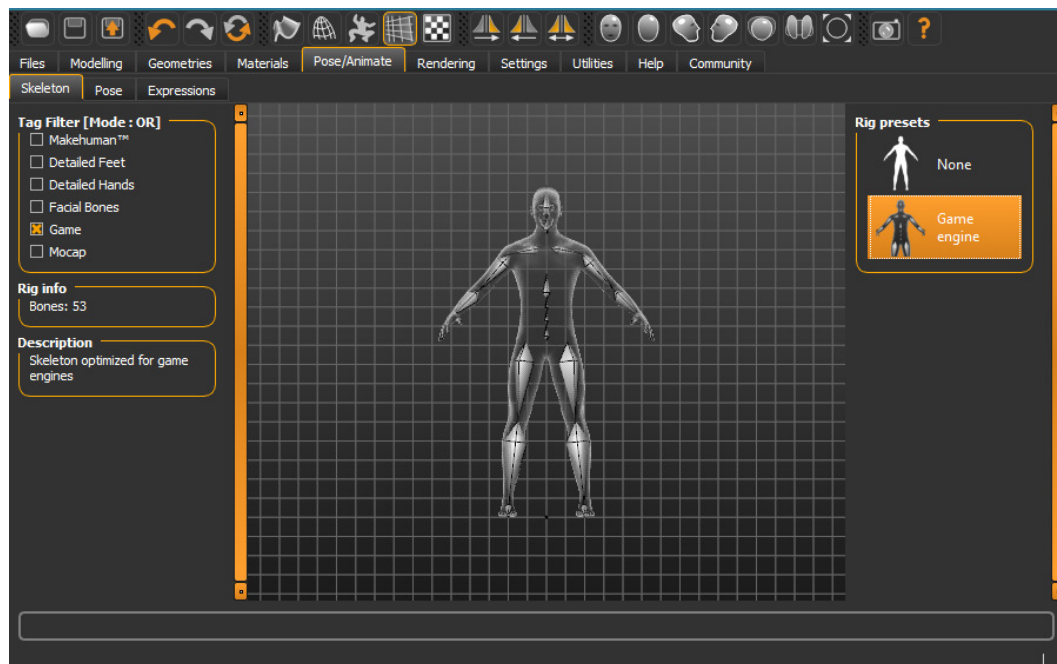 Files Modelling Geometries Materials Pose/Animate Rendering Settings Utilities Help Community
Skeleton Pose Expressions
Tag Filter [Mode : OR]
Makehuman™
Detailed Feet
Detailed Hands
Facial Bones
Game
Mocap
Rig info
Bones: 53
Description
Skeleton optimized for game
engines
Rig presets
None
Game
engine